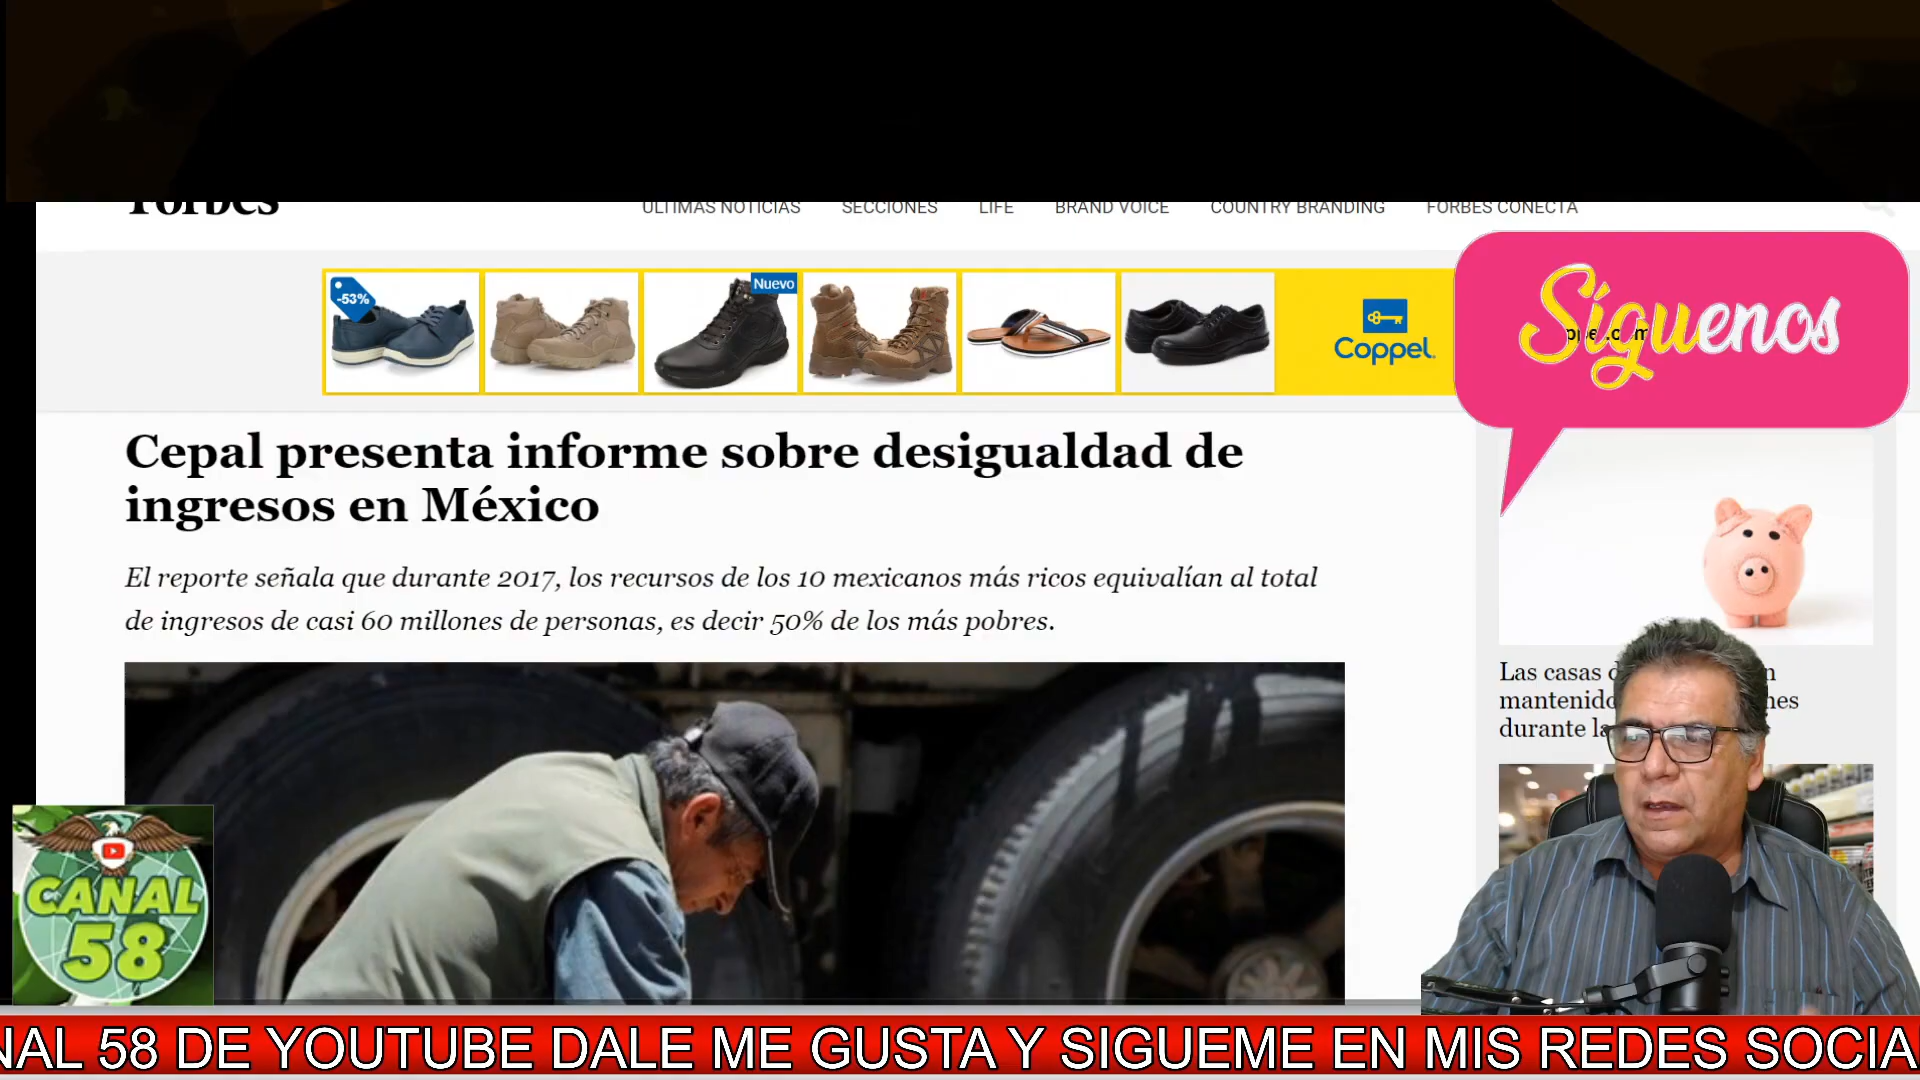 Forbes
ÚLTIMAS NOTICIAS SECCIONES LIFE BRAND VOICE COUNTRY BRANDING FORBES CONECTA
-53%
Nuevo
Coppel.
Síguenos
Cepal presenta informe sobre desigualdad de
ingresos en México
El reporte señala que durante 2017, los recursos de los 10 mexicanos más ricos equivalían al total
de ingresos de casi 60 millones de personas, es decir 50% de los más pobres.
Las casas
mantenido
durante
CANAL
58
NAL 58 DE YOUTUBE DALE ME GUSTA Y SIGUEME EN MIS REDES SOCIA